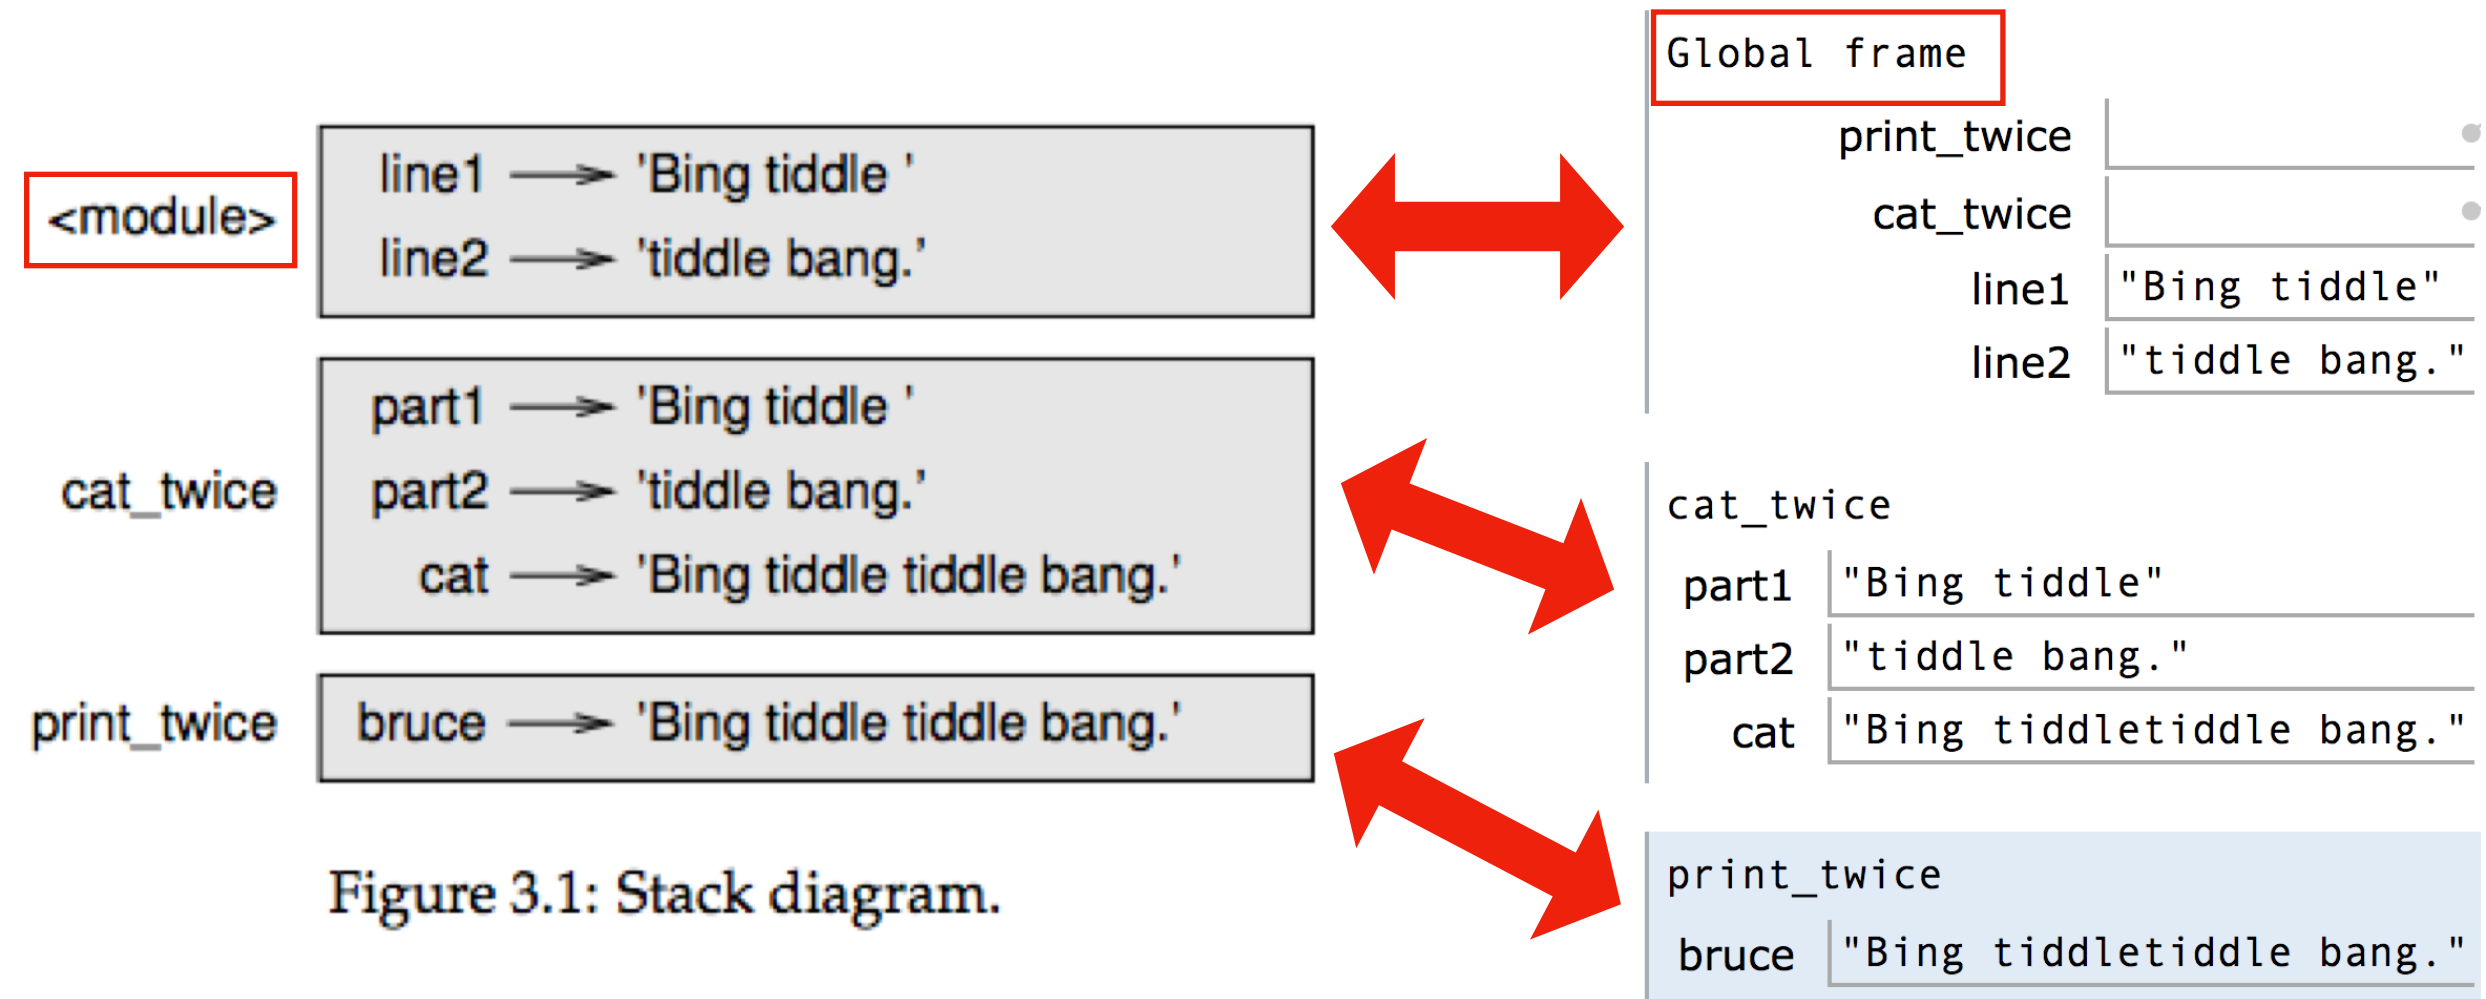 <module>
line1 'Bing tiddle '
line2 'tiddle bang.'
cat_twice
part1 'Bing tiddle '
part2 'tiddle bang.'
cat 'Bing tiddle tiddle bang.'
print_twice
bruce 'Bing tiddle tiddle bang.'
Figure 3.1: Stack diagram.
Global frame
print_twice
cat_twice
line1 "Bing tiddle"
line2 "tiddle bang."
cat_twice
part1 "Bing tiddle"
part2 "tiddle bang."
cat "Bing tiddletiddle bang."
print_twice
bruce "Bing tiddletiddle bang."